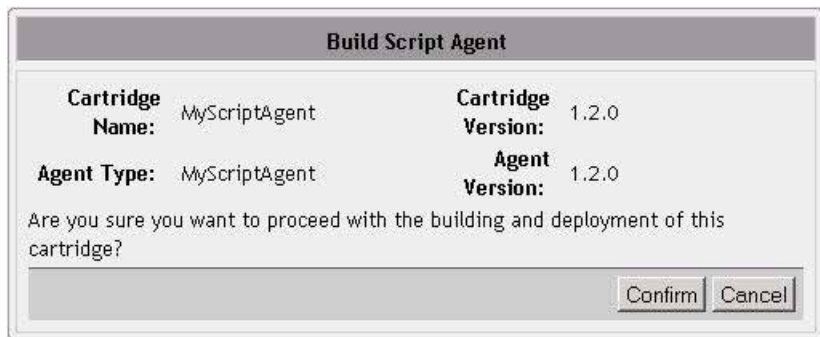 Build Script Agent
Cartridge Name: MyScriptAgent Cartridge Version: 1.2.0
Agent Type: MyScriptAgent Agent Version: 1.2.0
Are you sure you want to proceed with the building and deployment of this
cartridge?
Confirm Cancel